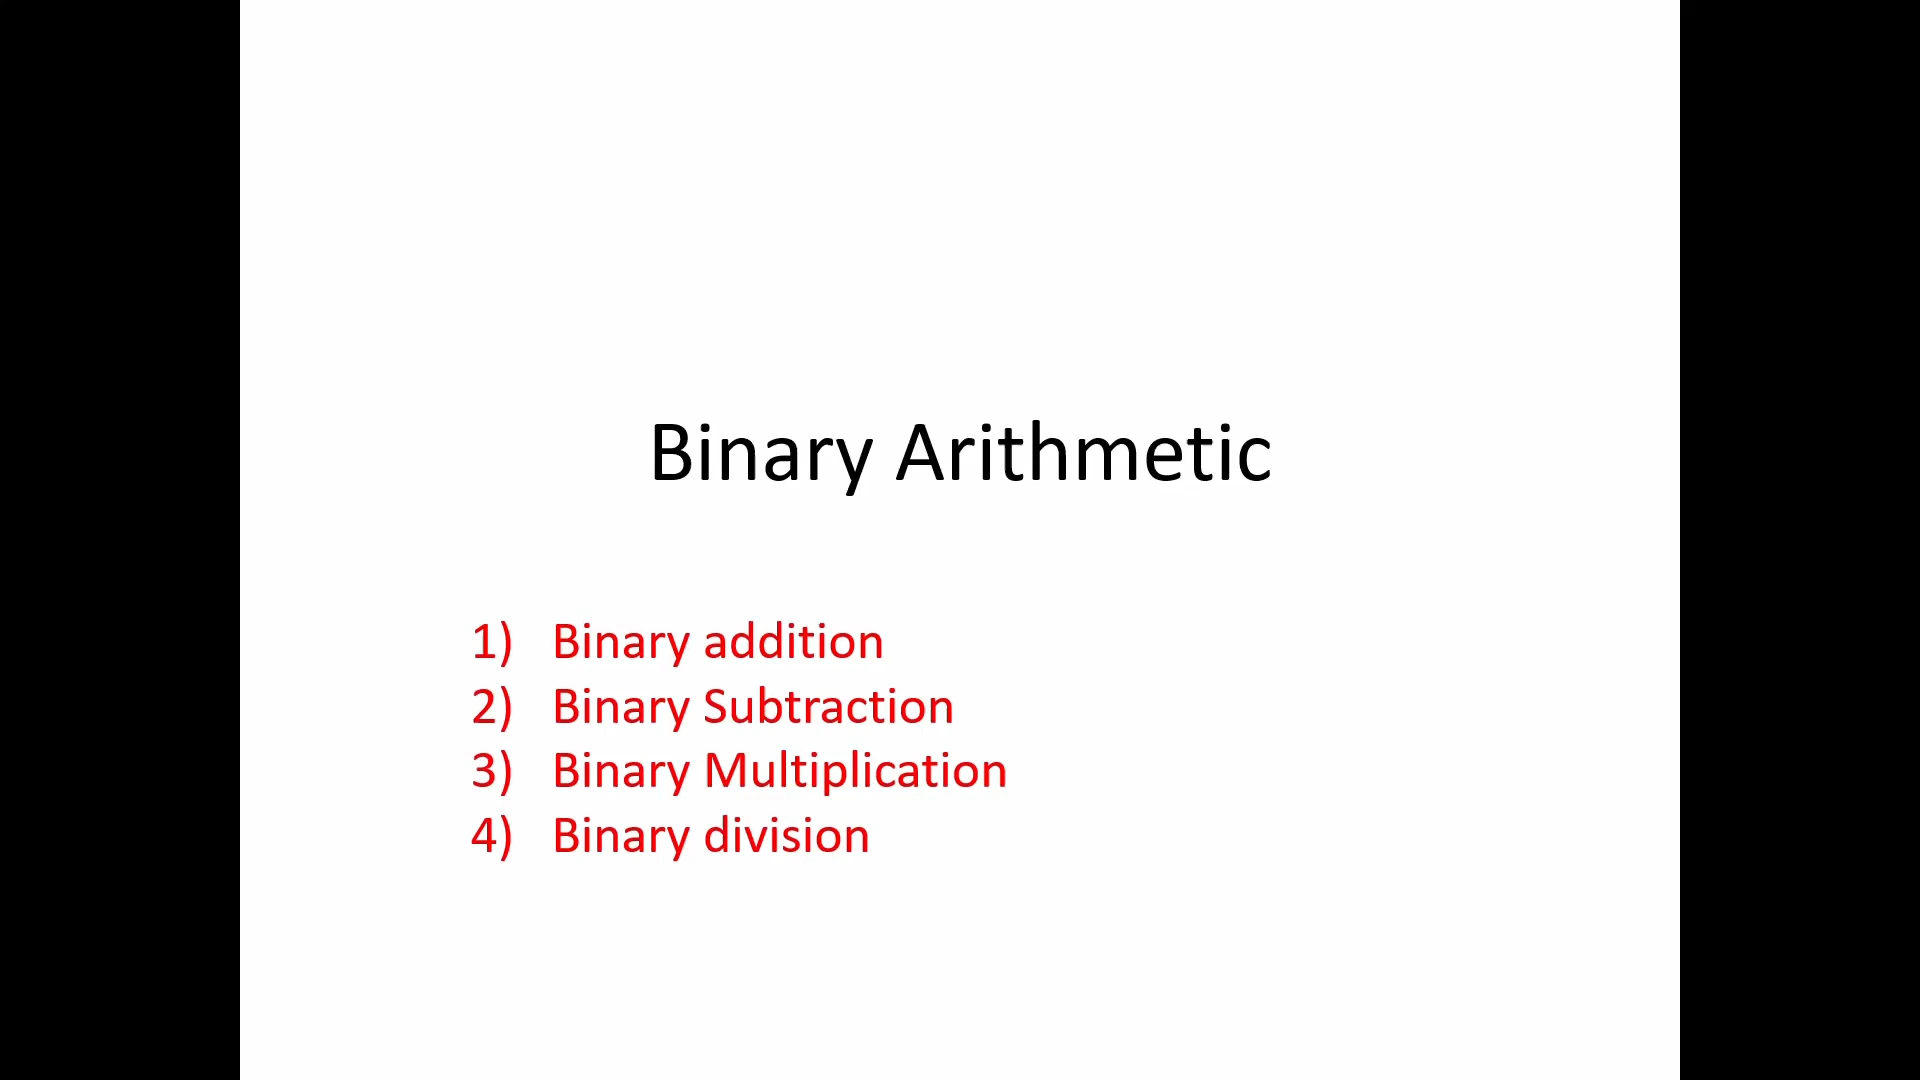 Binary Arithmetic
1) Binary addition
2) Binary Subtraction
3) Binary Multiplication
4) Binary division